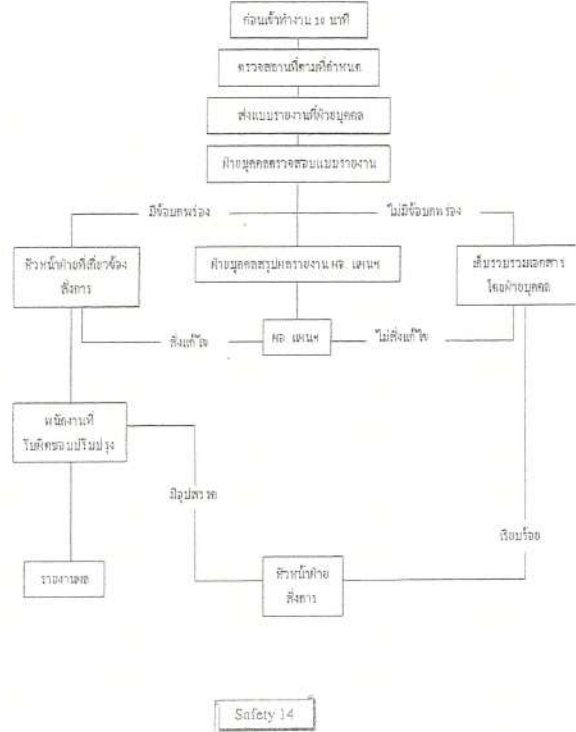 ก่อนเข้าทำงาน 10 นาที
ตรวจสถานที่ตามที่กำหนด
ส่งแบบรายงานที่ฝ่ายบุคคล
ฝ่ายบุคคลตรวจสอบแบบรายงาน
มีข้อบกพร่อง
ไม่มีข้อบกพร่อง
หัวหน้าฝ่ายที่เกี่ยวข้อง
สั่งการ
ฝ่ายบุคคลสรุปผลรายงาน ผจ. แผนฯ
เก็บรวบรวมเอกสาร
โดยฝ่ายบุคคล
สั่งแก้ไข
ผจ. แผนฯ
ไม่สั่งแก้ไข
พนักงานที่
รับผิดชอบปรับปรุง
มีอุปสรรค
เรียบร้อย
รายงานผล
หัวหน้าฝ่าย
สั่งการ
Safety 14